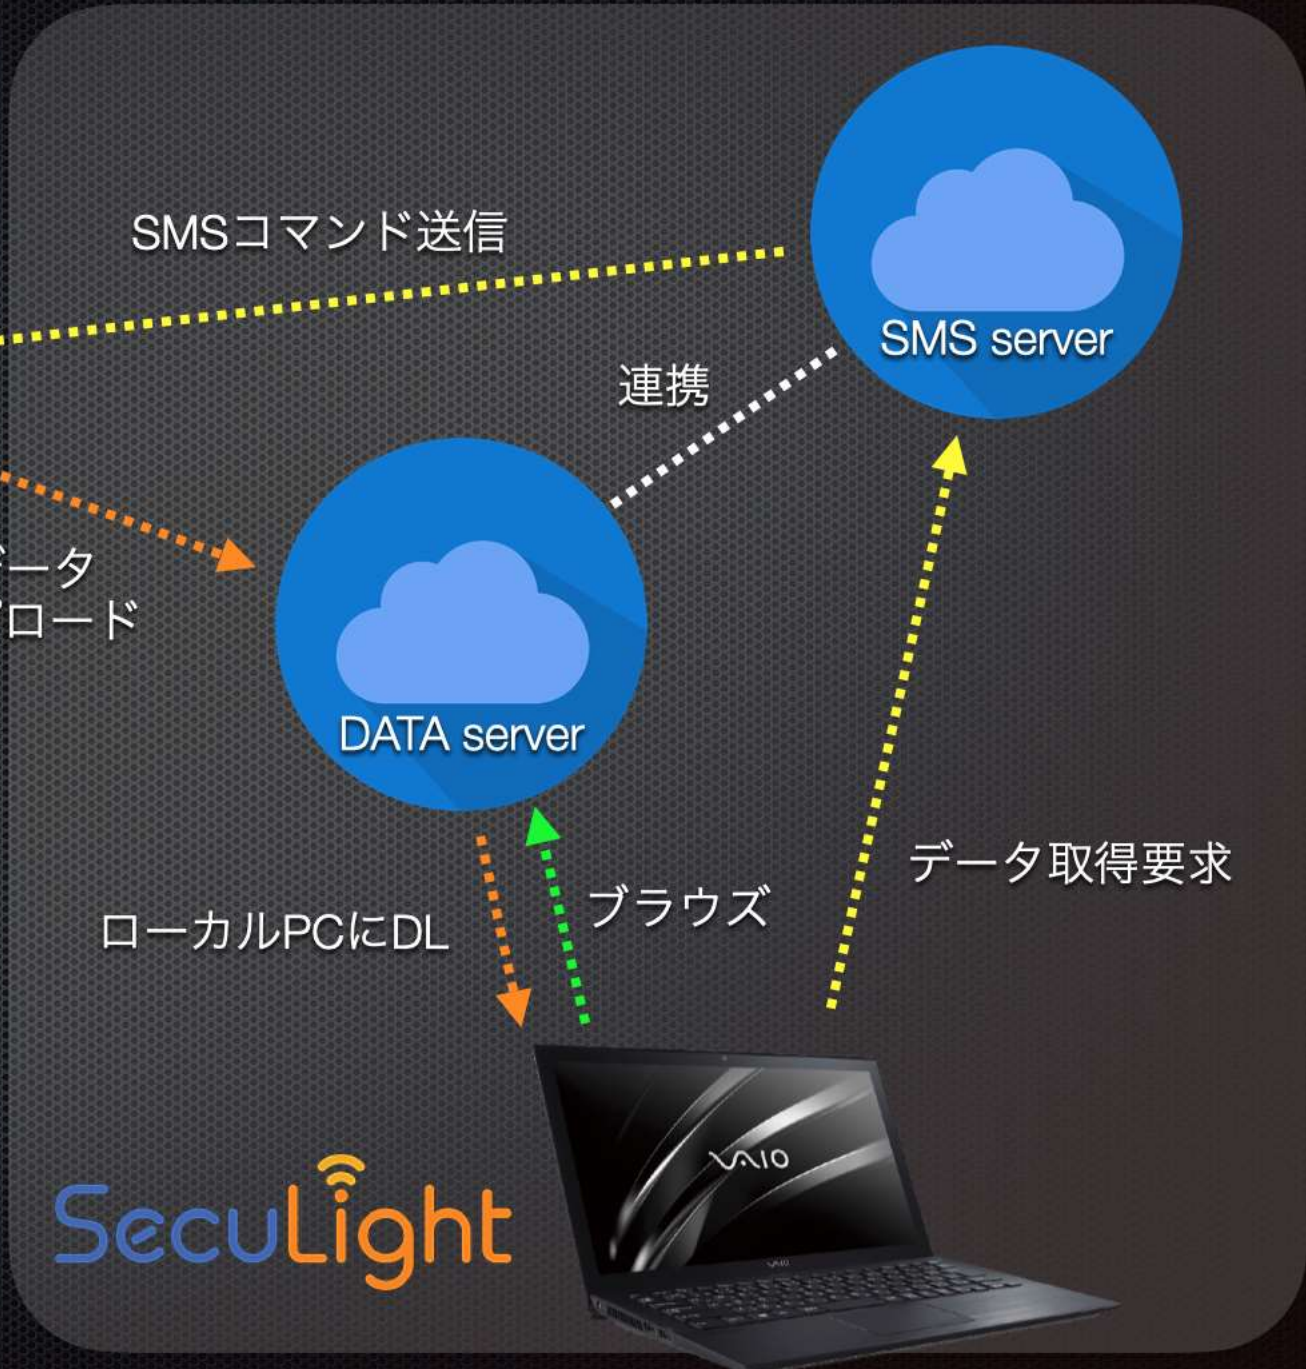 SMSコマンド送信
SMS server
連携
ータ
ロード
DATA server
データ取得要求
ブラウズ
ローカルPCにDL
VAIO
SecuLight